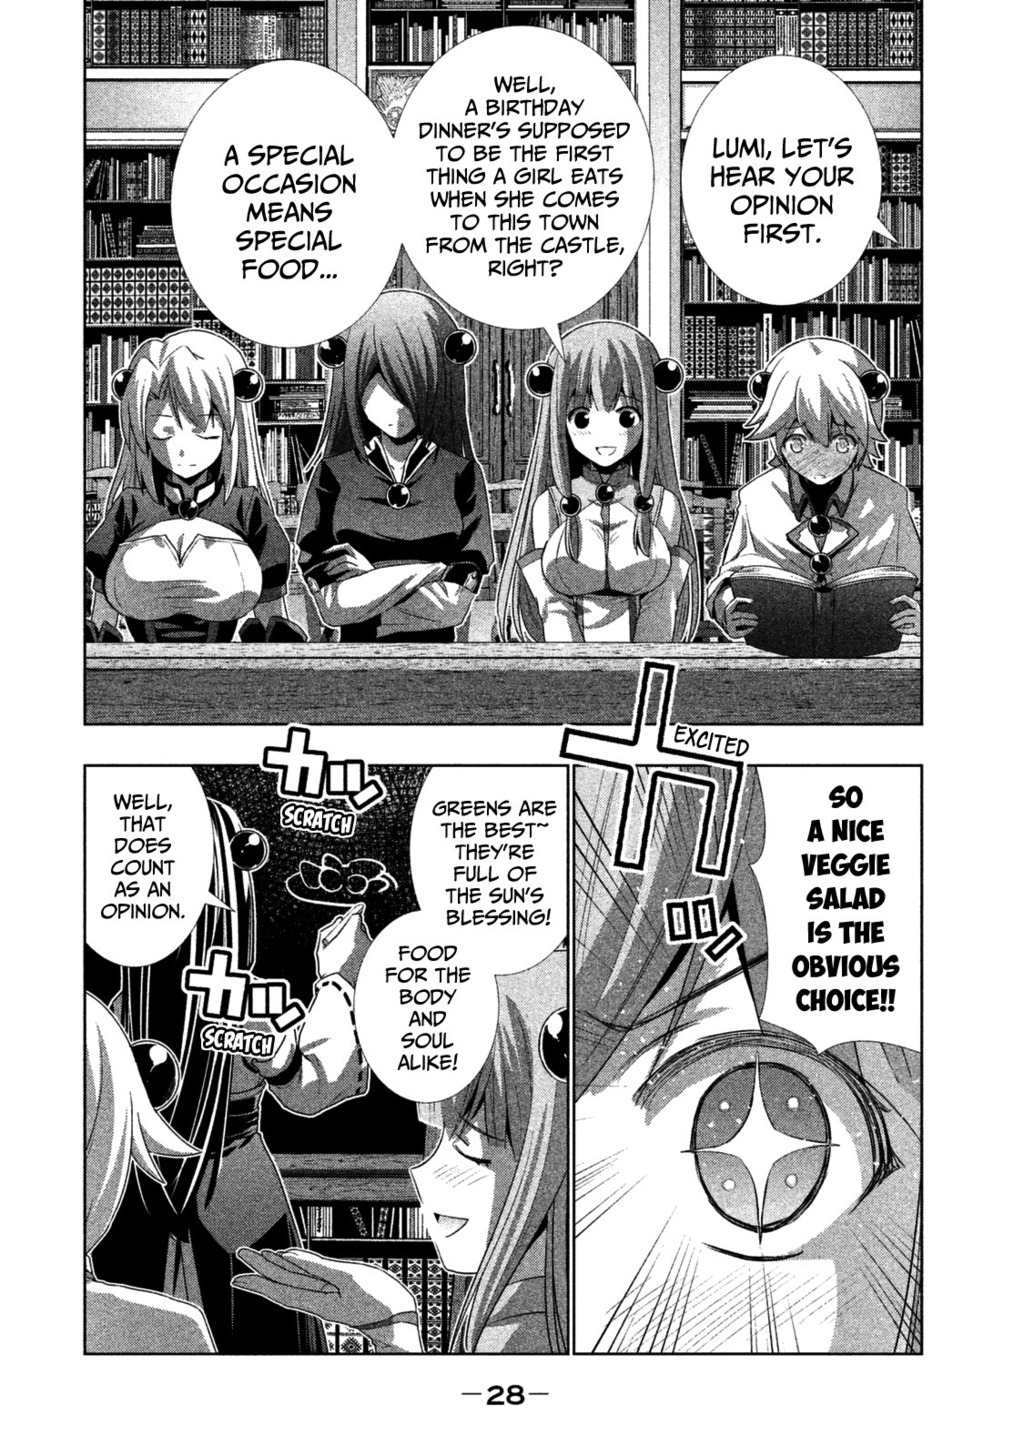 LUMI, LET'S
HEAR YOUR
OPINION
FIRST.
WELL,
A BIRTHDAY
DINNER'S SUPPOSED
TO BE THE FIRST
THING A GIRL EATS
WHEN SHE COMES
TO THIS TOWN
FROM THE CASTLE,
RIGHT?
A SPECIAL
OCCASION
MEANS
SPECIAL
FOOD...
EXCITED
SO
A NICE
VEGGIE
SALAD
IS THE
OBVIOUS
CHOICE!!
GREENS ARE
THE BEST~
THEY'RE
FULL OF
THE SUN'S
BLESSING!
FOOD
FOR THE
BODY
AND
SOUL
ALIKE!
カッ
SCRATCH
WELL,
THAT
DOES
COUNT
AS AN
OPINION.
カッ
SCRATCH
-28-